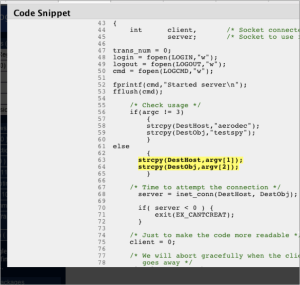 Code Snippet
43 {
44 int client, /* Socket connecte
45 server; /* Socket to use :
46
47 trans_num = 0;
48 login = fopen(LOGIN,"w");
49 logout = fopen(LOGOUT,"w");
50 cmd = fopen(LOGCMD,"w");
51
52 fprintf(cmd,"Started server\n");
53 fflush(cmd);
54
55 /* Check usage */
56 if(argc != 3)
57 {
58 strcpy(DestHost,"aerodec");
59 strcpy(DestObj,"testspy");
60 }
61 else
62 {
63 strcpy(DestHost,argv[1]);
64 strcpy(DestObj,argv[2]);
65 }
66
67 /* Time to attempt the connection */
68 server = inet_conn(DestHost, DestObj);
69
70 if( server < 0 ) {
71 exit(EX_CANTCREAT);
72 }
73
74 /* Just to make the code more readable */
75 client = 0;
76
77 /* We will abort gracefully when the clie
78 goes away */